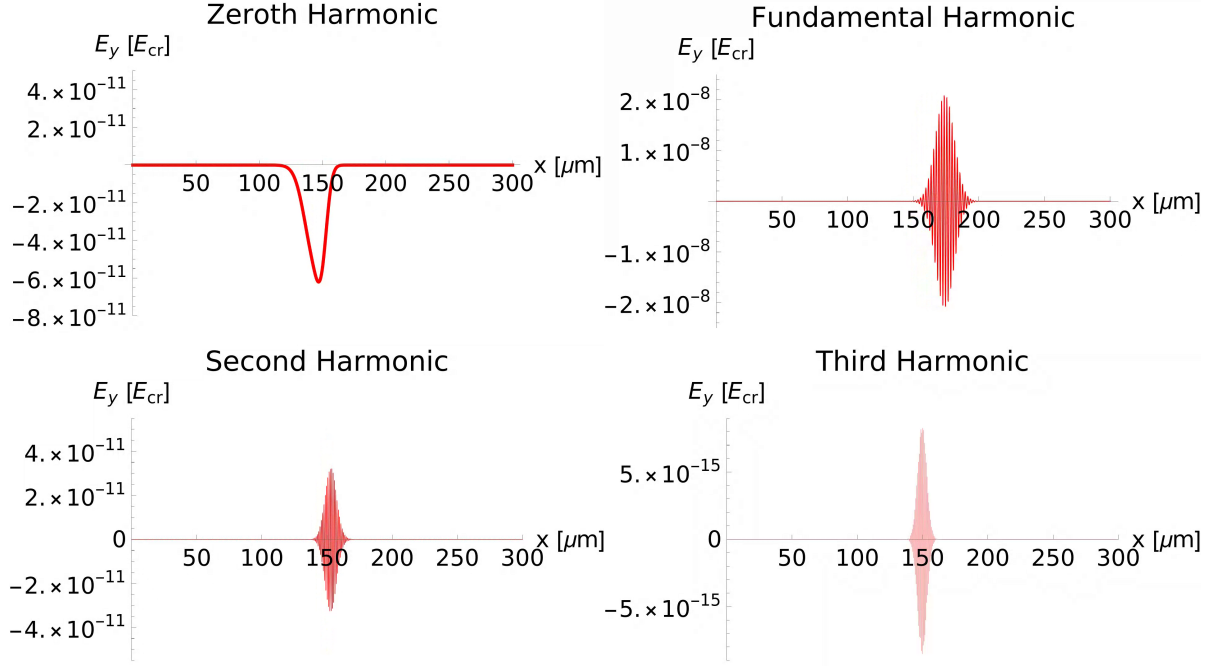 Zeroth Harmonic
E_y [E_cr]
4.×10^-11
2.×10^-11
−2.×10^-11
−4.×10^-11
−6.×10^-11
−8.×10^-11
50 100 150 200 250 300
x [μm]
Fundamental Harmonic
E_y [E_cr]
2.×10^-8
1.×10^-8
−1.×10^-8
−2.×10^-8
50 100 150 200 250 300
x [μm]
Second Harmonic
E_y [E_cr]
4.×10^-11
2.×10^-11
0
−2.×10^-11
−4.×10^-11
50 100 150 200 250 300
x [μm]
Third Harmonic
E_y [E_cr]
5.×10^-15
0
−5.×10^-15
50 100 150 200 250 300
x [μm]